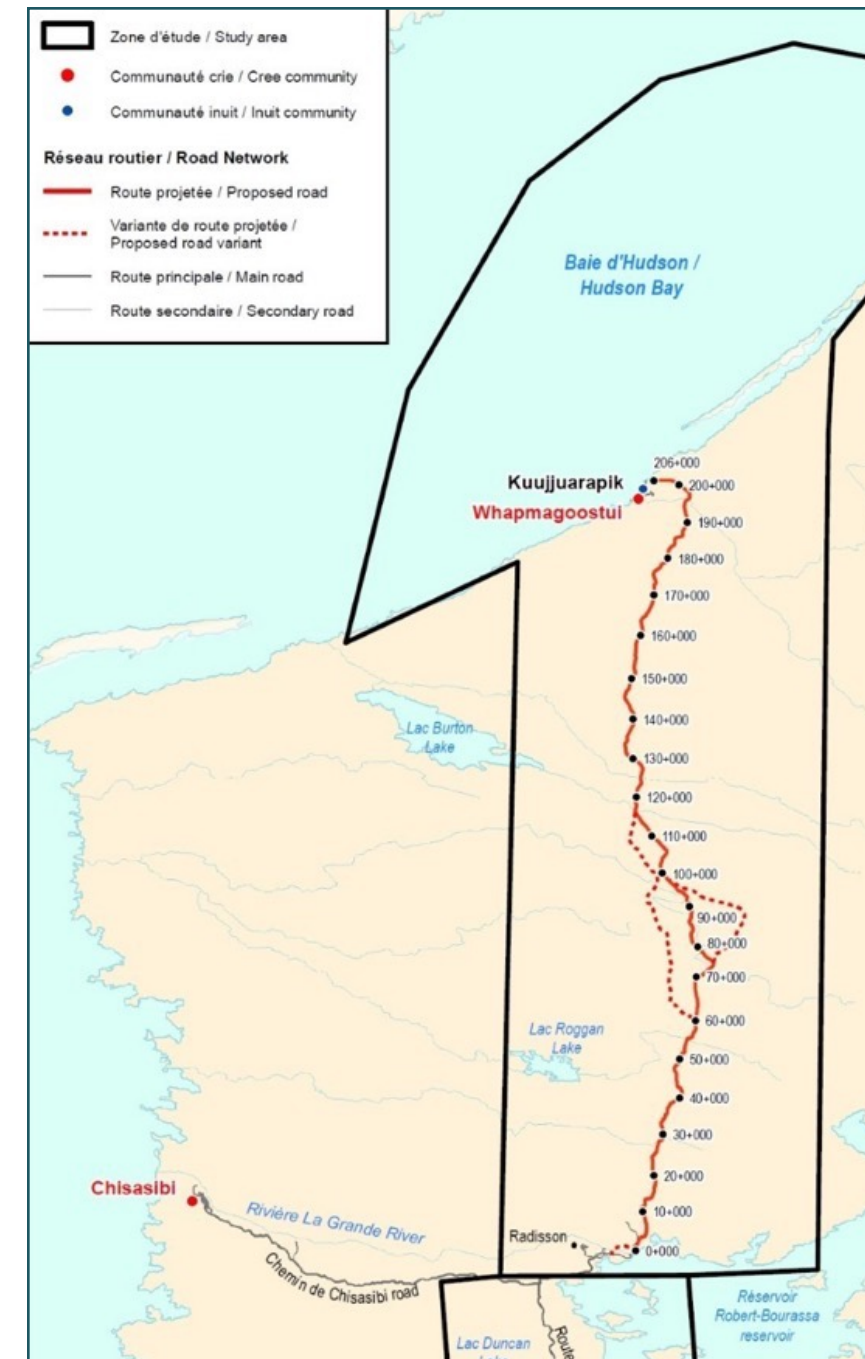 Zone d'étude / Study area
Communauté crie / Cree community
Communauté inuit / Inuit community
Réseau routier / Road Network
Route projetée / Proposed road
Variante de route projetée /
Proposed road variant
Route principale / Main road
Route secondaire / Secondary road
Baie d'Hudson /
Hudson Bay
206+000
Kuujjuarapik
200+000
Whapmagoostui
190+000
180+000
170+000
160+000
150+000
140+000
Lac Burton
Lake
130+000
120+000
110+000
100+000
90+000
80+000
70+000
60+000
Lac Roggan
Lake
50+000
40+000
30+000
20+000
Chisasibi
10+000
Rivière La Grande River
Radisson
0+000
Chemin de Chisasibi road
Réservoir
Robert-Bourassa
reservoir
Route
Lac Duncan